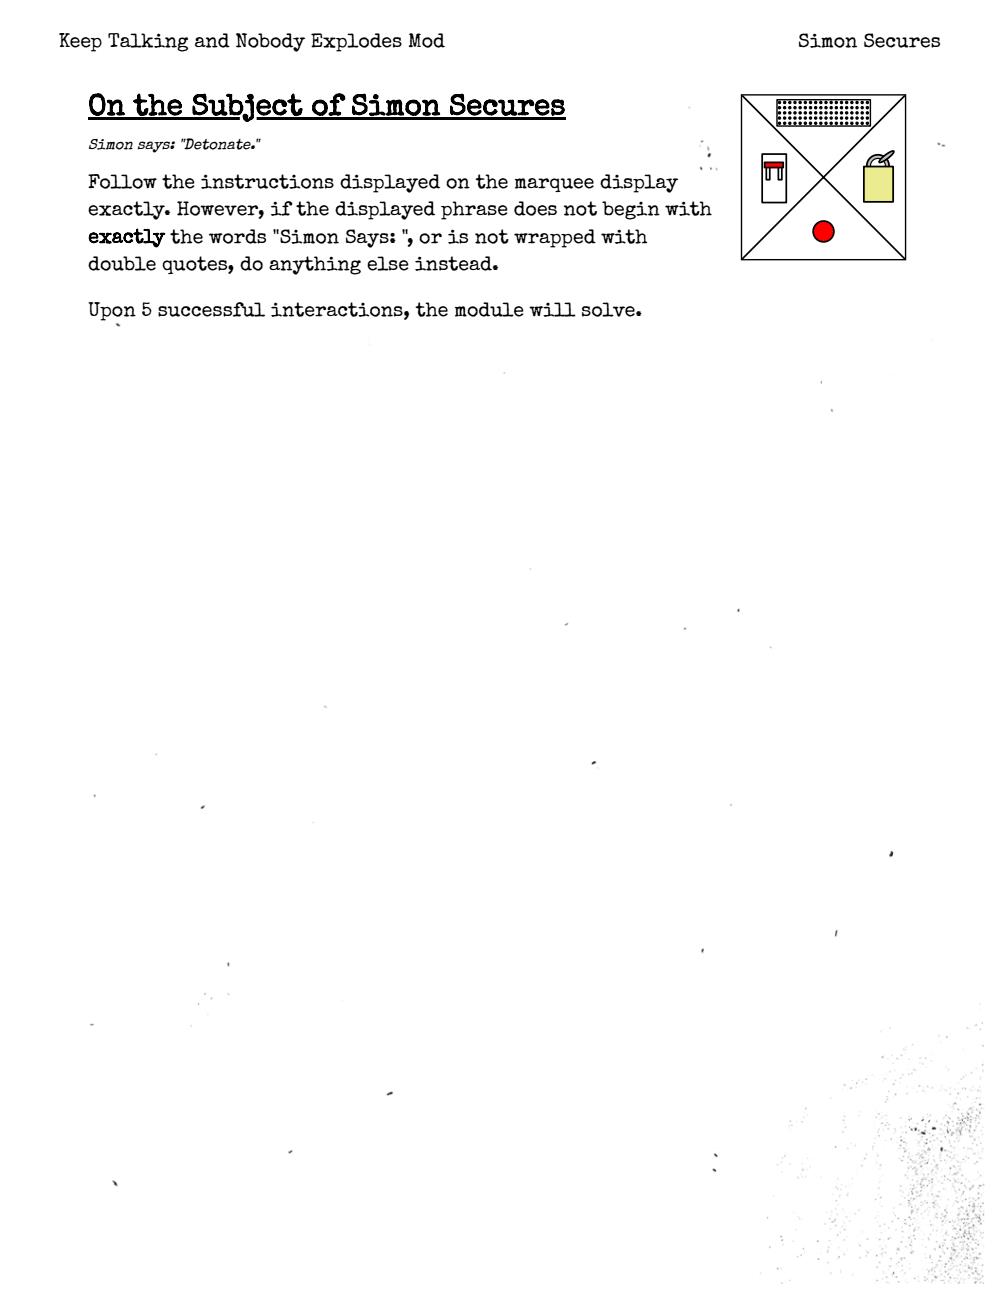 Keep Talking and Nobody Explodes Mod
Simon Secures
On the Subject of Simon Secures
Simon says: "Detonate."
Follow the instructions displayed on the marquee display
exactly. However, if the displayed phrase does not begin with
exactly the words "Simon Says: ", or is not wrapped with
double quotes, do anything else instead.
Upon 5 successful interactions, the module will solve.